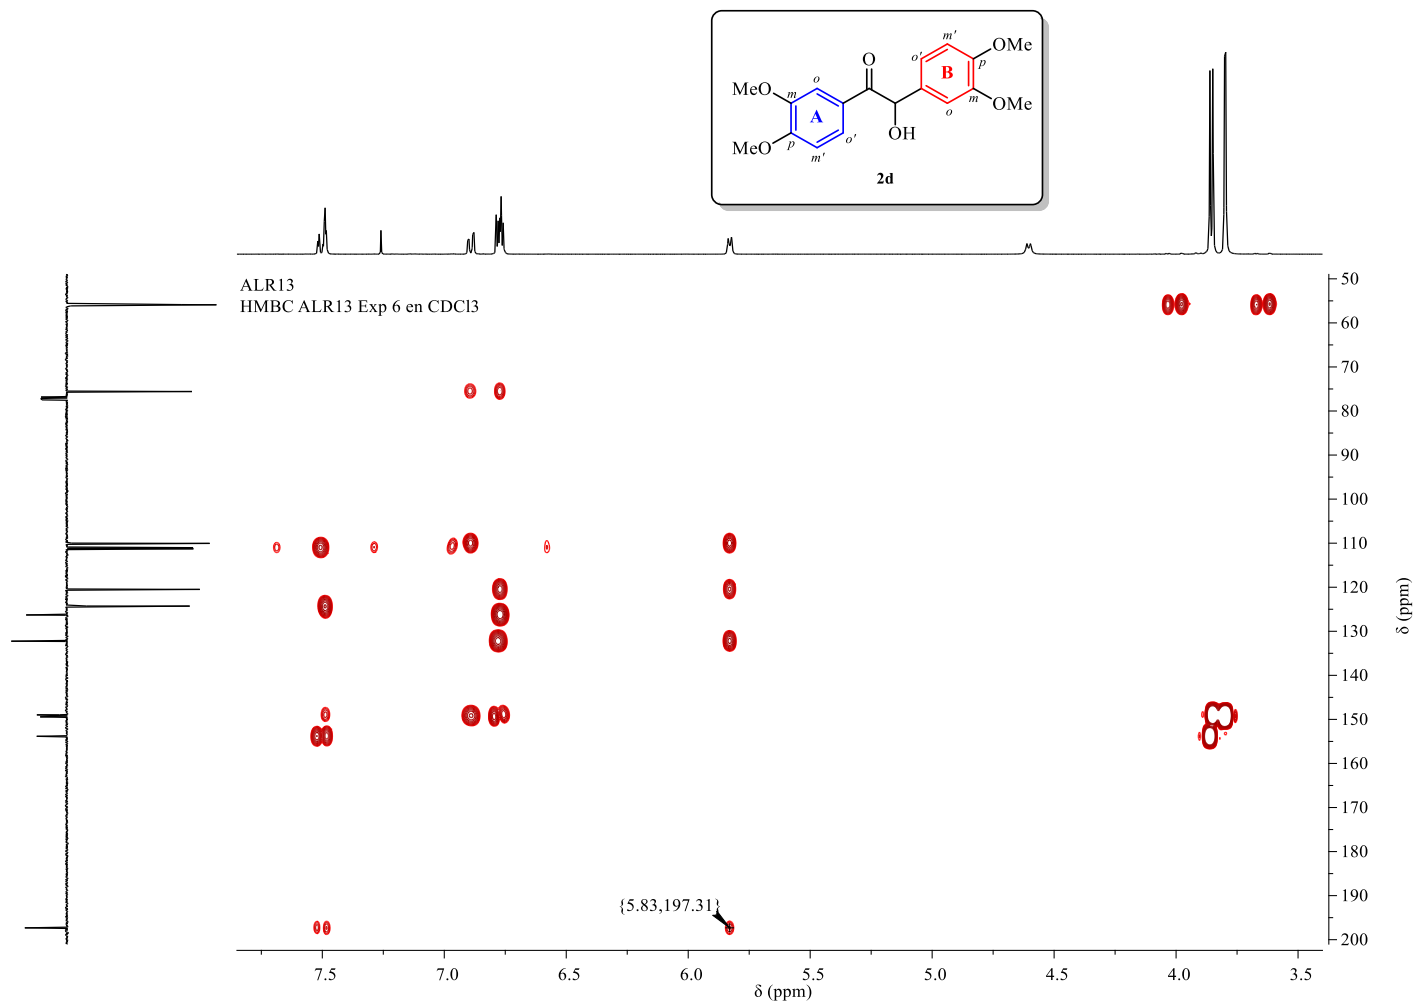 m'
OMe
O
o'
p
B
o
OMe
m
m
OMe
A
o
OH
MeO
p
o'
m'
2d
ALR13
HMBC ALR13 Exp 6 en CDCl3
50
60
70
80
90
100
110
120
130
140
150
160
170
180
190
200
δ (ppm)
{5.83,197.31}
7.5 7.0 6.5 6.0 5.5 5.0 4.5 4.0 3.5
δ (ppm)